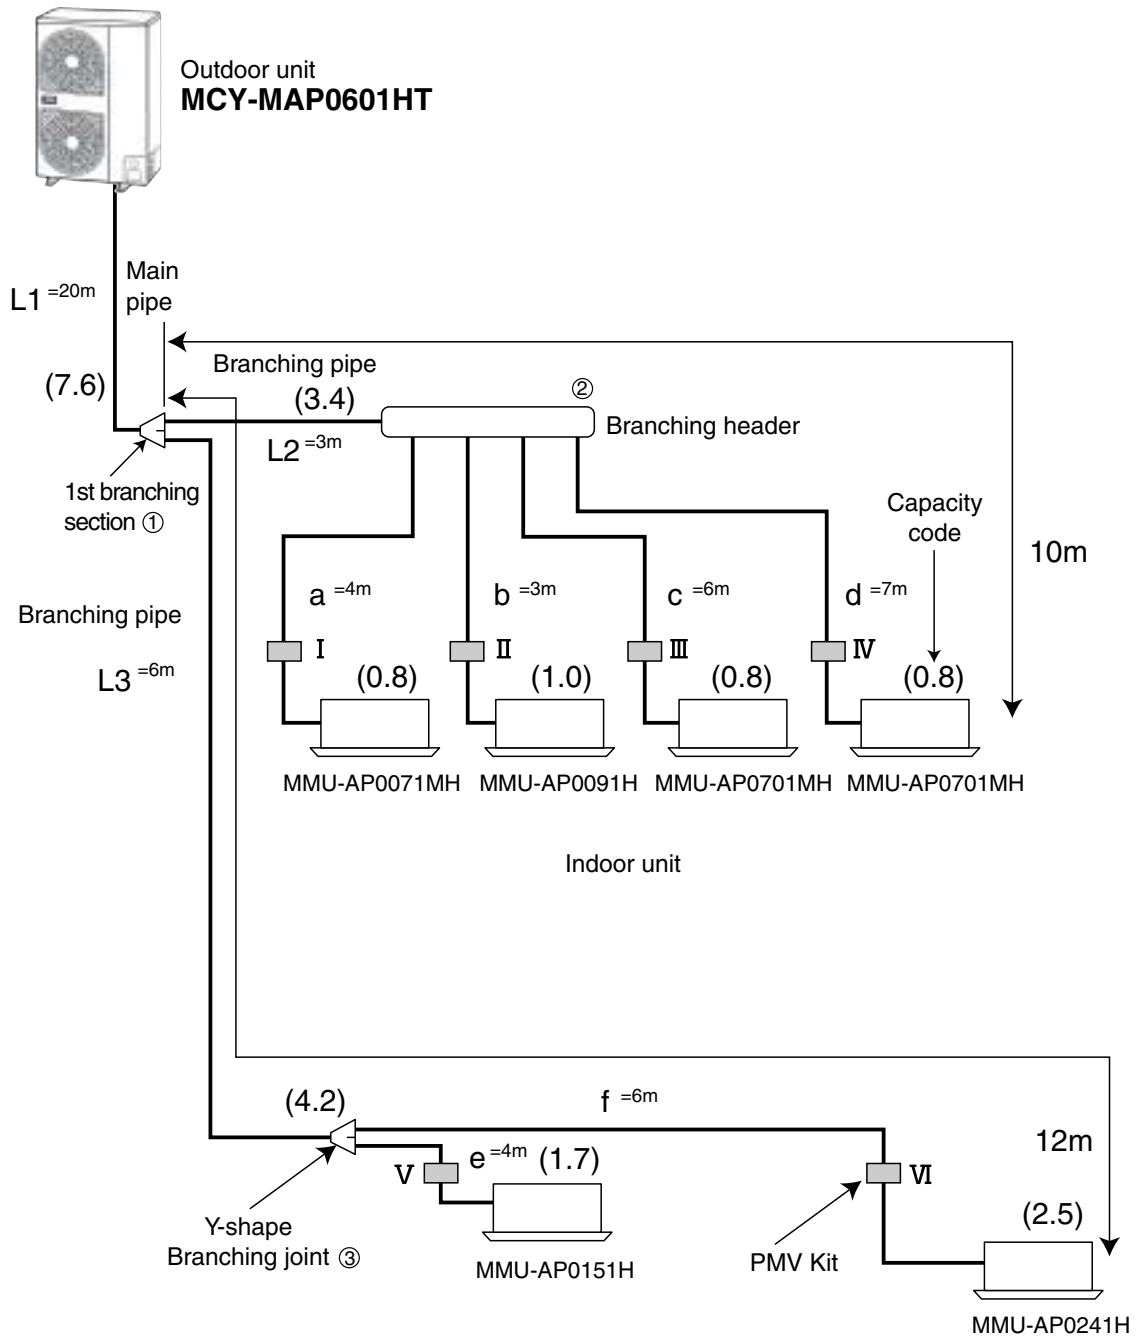 Outdoor unit
MCY-MAP0601HT
Main
pipe
L1 =20m
Branching pipe
(7.6)
(3.4)
②
Branching header
L2 =3m
1st branching
section ①
Capacity
code
10m
a =4m
b =3m
c =6m
d =7m
Branching pipe
L3 =6m
I
II
III
IV
(0.8)
(1.0)
(0.8)
(0.8)
MMU-AP0071MH
MMU-AP0091H
MMU-AP0701MH
MMU-AP0701MH
Indoor unit
(4.2)
f =6m
12m
V
e =4m (1.7)
VI
Y-shape
Branching joint ③
(2.5)
PMV Kit
MMU-AP0151H
MMU-AP0241H